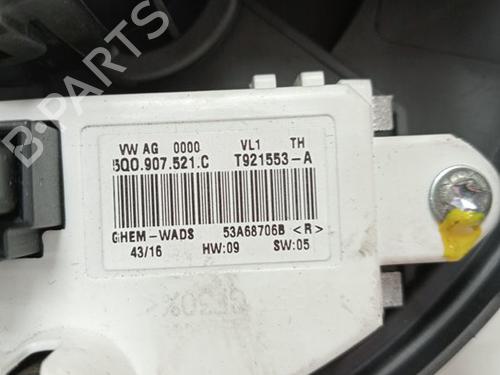 VW AG 0000 VL1 TH
5Q0.907.521.C T921553-A
GHEM-WADS 53A68706B <R>
43/16 HW:09 SW:05
B-PARTS